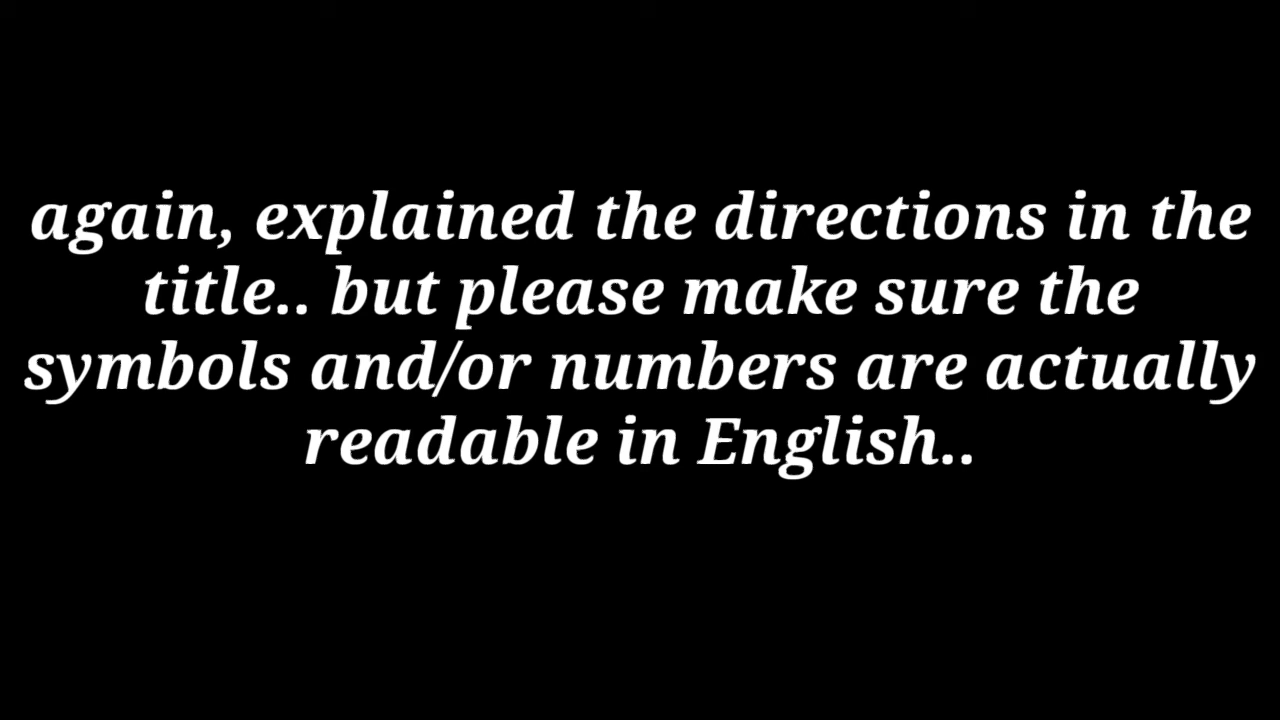 again, explained the directions in the
title.. but please make sure the
symbols and/or numbers are actually
readable in English..